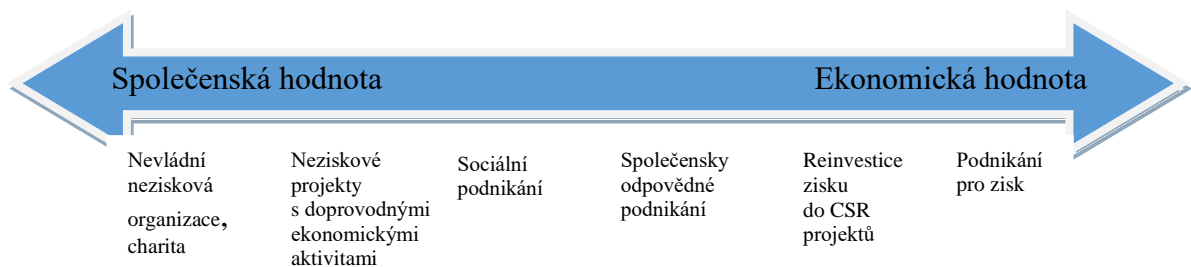 Společenská hodnota
Ekonomická hodnota
Nevládní
nezisková
organizace,
charita
Neziskové
projekty
s doprovodnými
ekonomickými
aktivitami
Sociální
podnikání
Společensky
odpovědné
podnikání
Reinvestice
zisku
do CSR
projektů
Podnikání
pro zisk